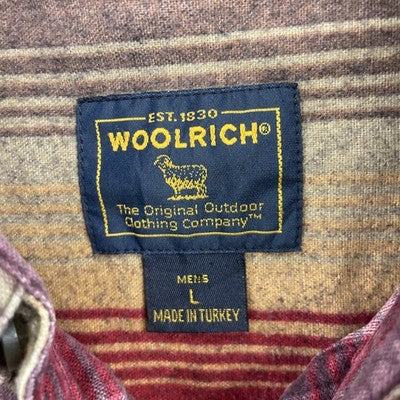 EST. 1830
WOOLRICH®
The Original Outdoor
Clothing Company™
MENS
L
MADE IN TURKEY